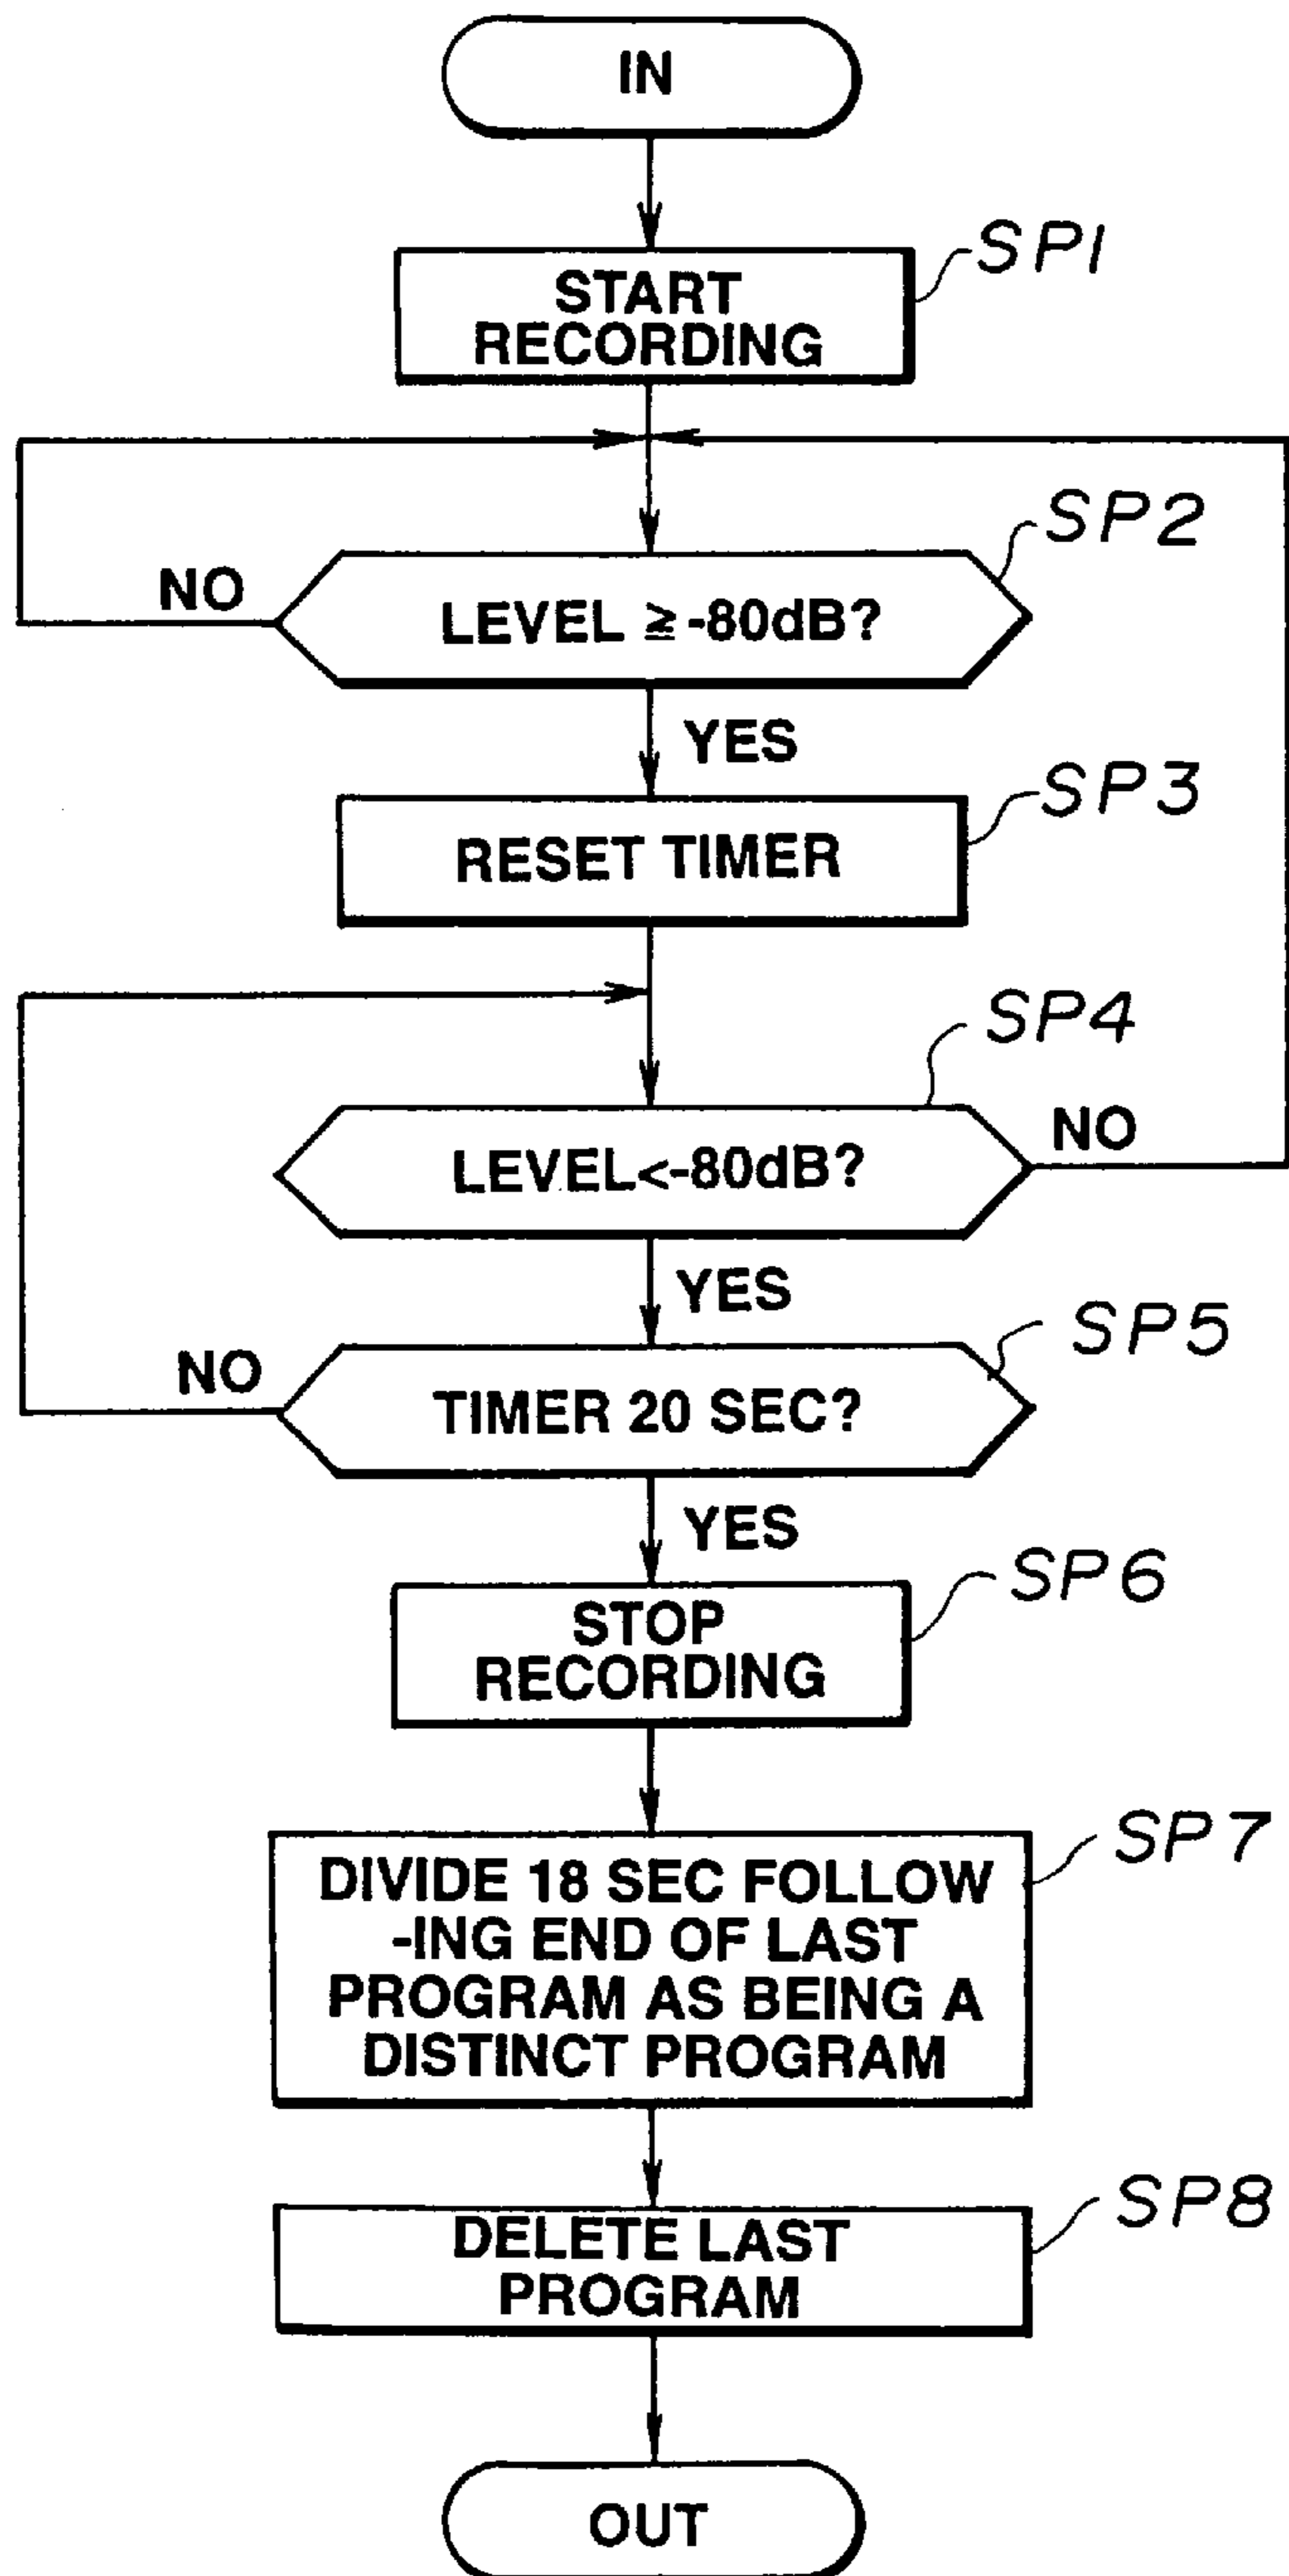 IN
SP1
START
RECORDING
SP2
NO
LEVEL ≧ -80dB?
YES
SP3
RESET TIMER
SP4
NO
LEVEL<-80dB?
YES
SP5
NO
TIMER 20 SEC?
YES
SP6
STOP
RECORDING
SP7
DIVIDE 18 SEC FOLLOW
-ING END OF LAST
PROGRAM AS BEING A
DISTINCT PROGRAM
SP8
DELETE LAST
PROGRAM
OUT